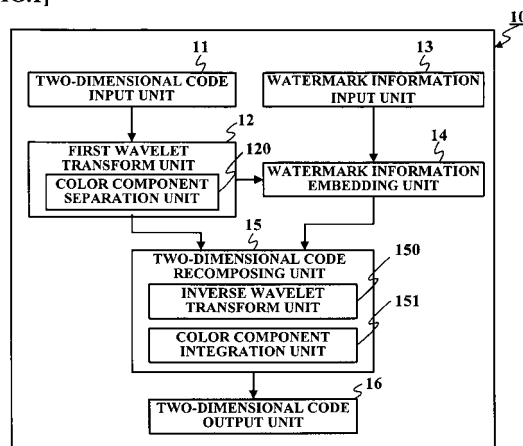 10
11
13
TWO-DIMENSIONAL CODE
INPUT UNIT
WATERMARK INFORMATION
INPUT UNIT
12
14
FIRST WAVELET
TRANSFORM UNIT
120
COLOR COMPONENT
SEPARATION UNIT
WATERMARK INFORMATION
EMBEDDING UNIT
15
TWO-DIMENSIONAL CODE
RECOMPOSING UNIT
150
INVERSE WAVELET
TRANSFORM UNIT
151
COLOR COMPONENT
INTEGRATION UNIT
16
TWO-DIMENSIONAL CODE
OUTPUT UNIT